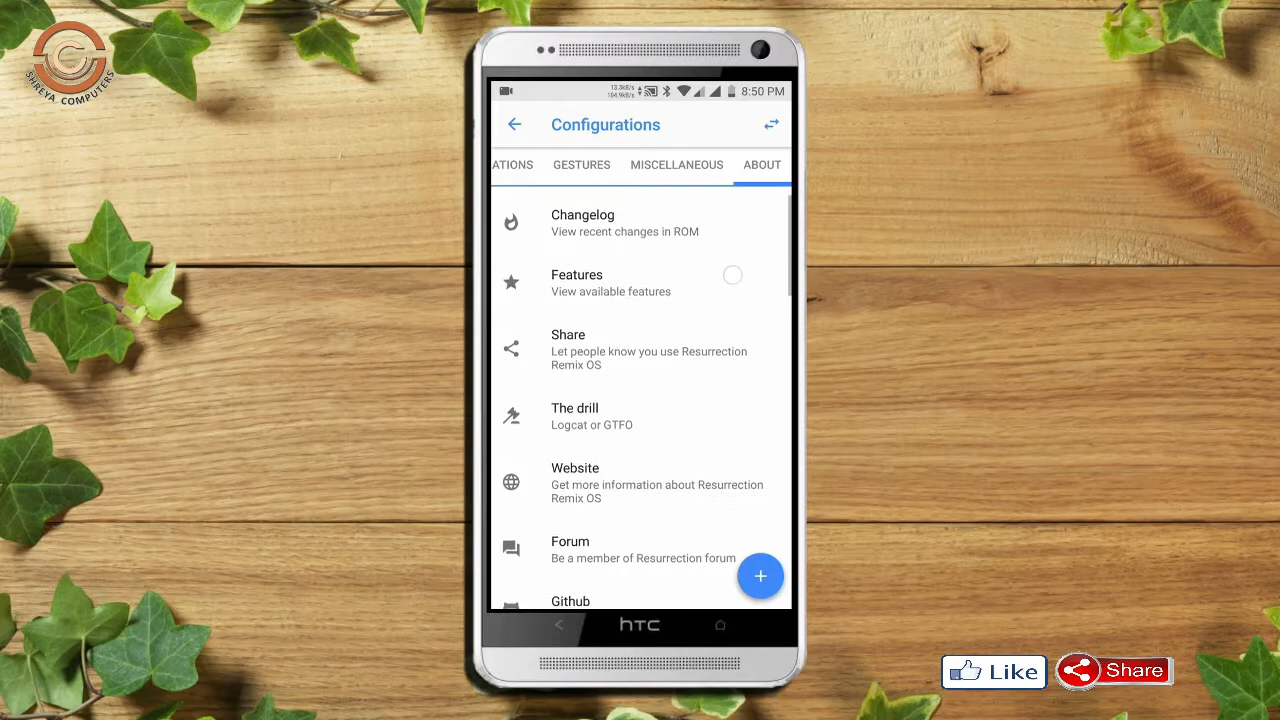 SHREYA COMPUTERS
13.3kB/s
104.9kB/s
8:50 PM
Configurations
ATIONS GESTURES MISCELLANEOUS ABOUT
Changelog
View recent changes in ROM
Features
View available features
Share
Let people know you use Resurrection
Remix OS
The drill
Logcat or GTFO
Website
Get more information about Resurrection
Remix OS
Forum
Be a member of Resurrection forum
Github
hTC
Like Share